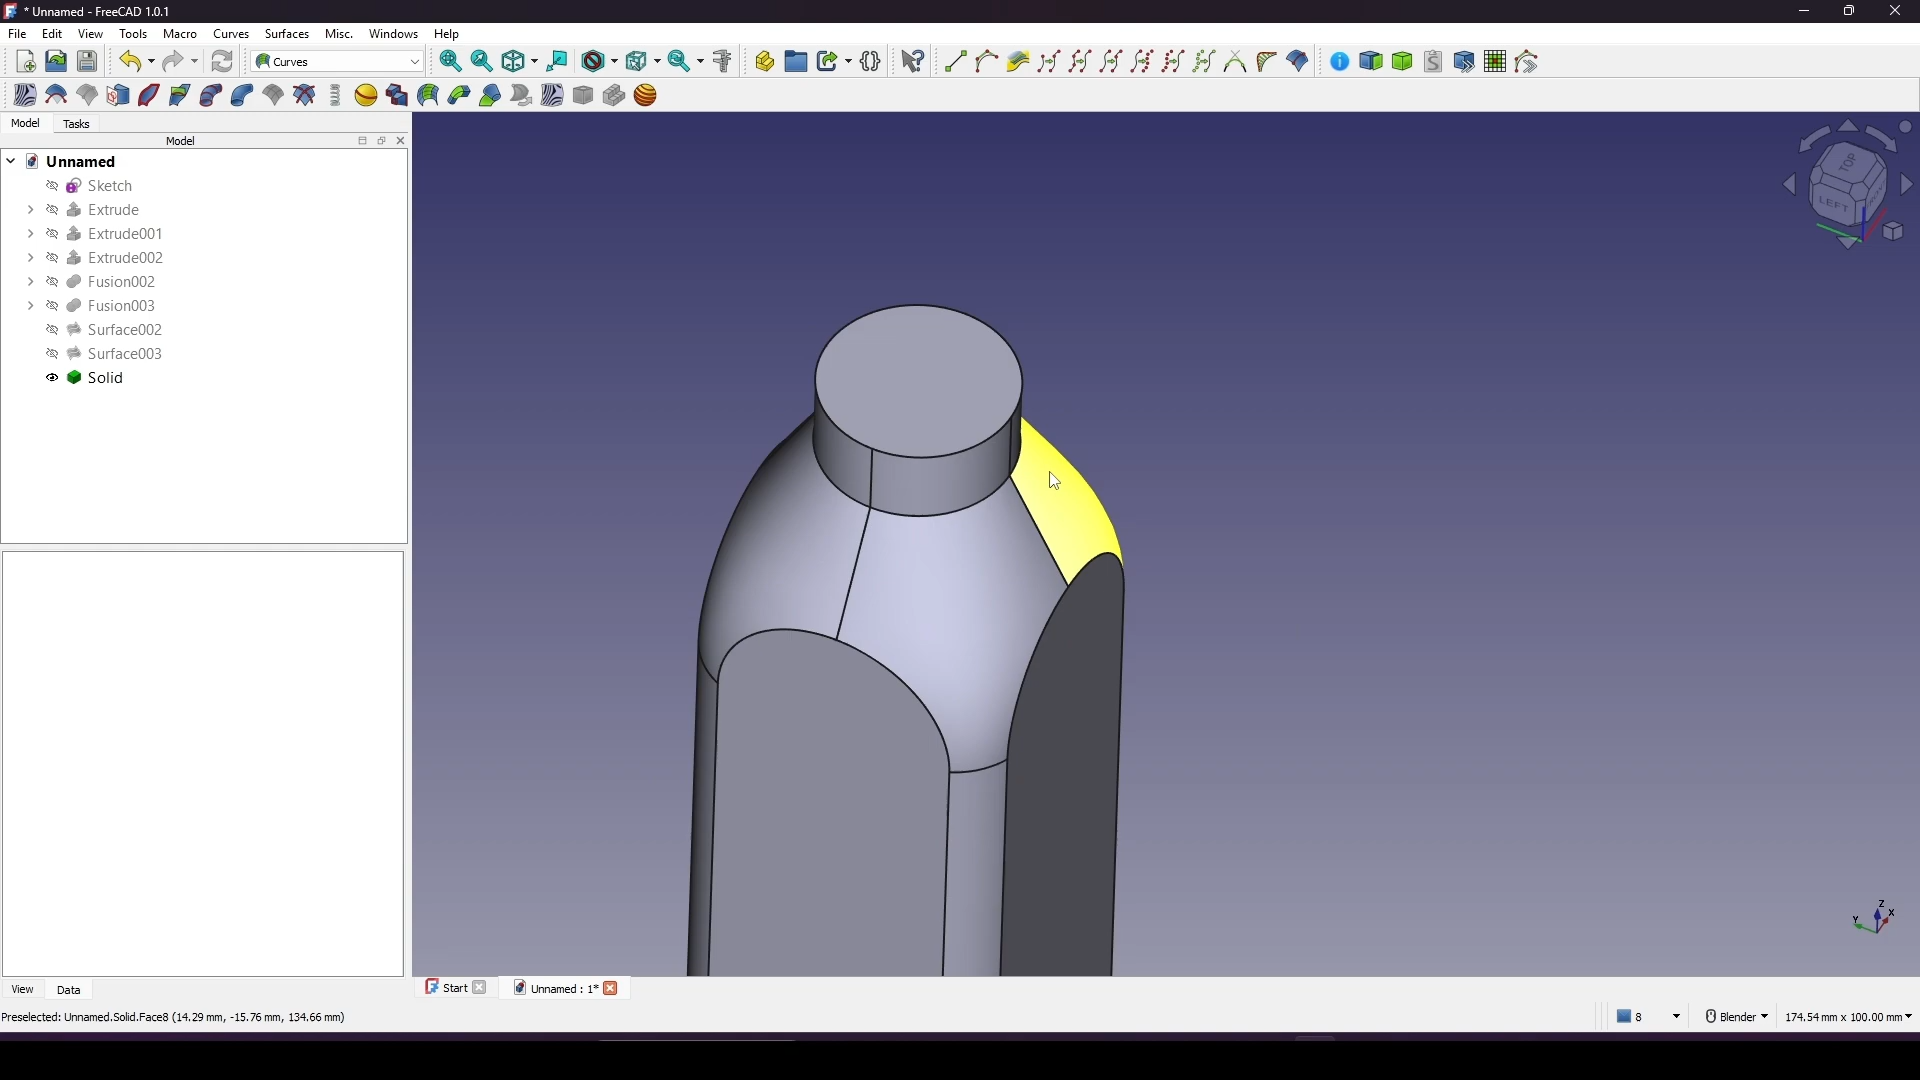 * Unnamed - FreeCAD 1.0.1
File Edit View Tools Macro Curves Surfaces Misc. Windows Help
Curves
Model Tasks
Model
Unnamed
Sketch
Extrude
Extrude001
Extrude002
Fusion002
Fusion003
Surface002
Surface003
Solid
TOP
LEFT
Z
X
Y
View Data
Start Unnamed : 1*
Preselected: Unnamed.Solid.Face8 (14.29 mm, -15.76 mm, 134.66 mm)
8 Blender 174.54 mm x 100.00 mm